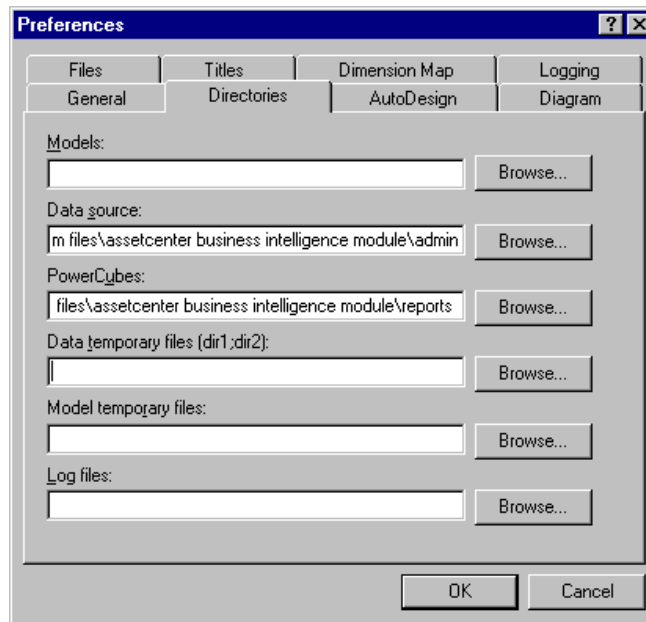 Preferences
Files Titles Dimension Map Logging
General Directories AutoDesign Diagram
Models:
Browse...
Data source:
m files\assetcenter business intelligence module\admin Browse...
PowerCubes:
files\assetcenter business intelligence module\reports Browse...
Data temporary files (dir1;dir2):
Browse...
Model temporary files:
Browse...
Log files:
Browse...
OK Cancel